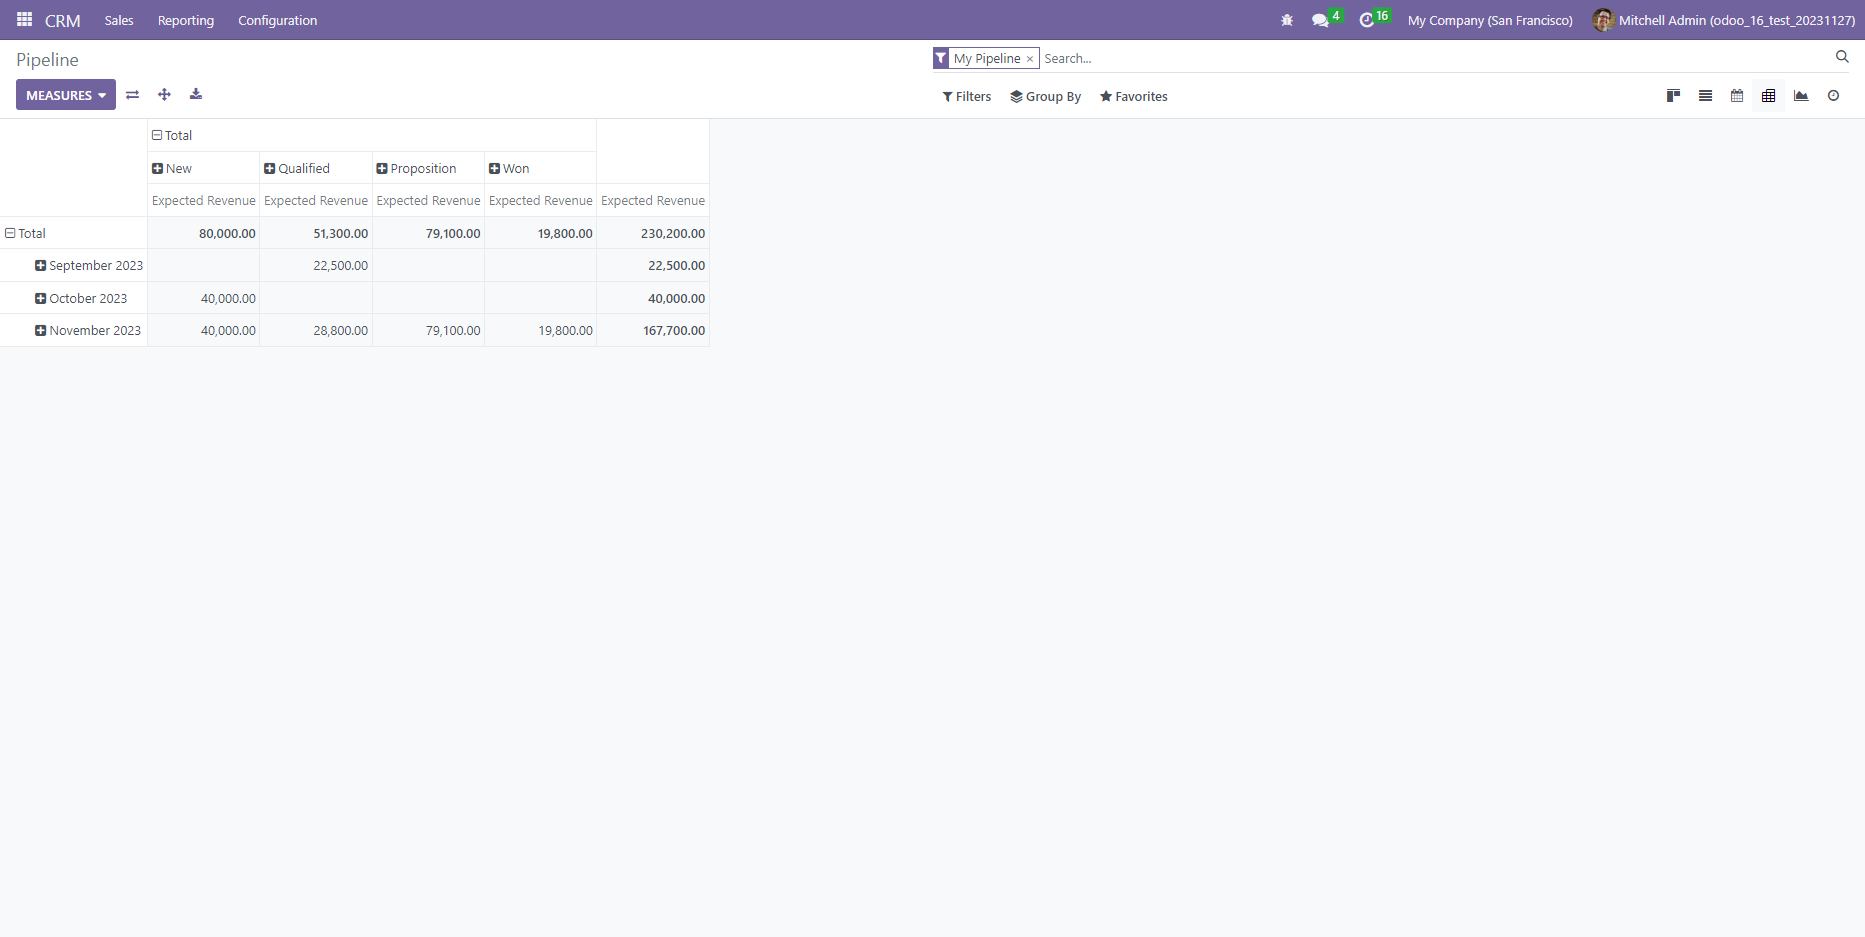 CRM Sales Reporting Configuration 4 16 My Company (San Francisco) Mitchell Admin (odoo_16_test_20231127)
Pipeline My Pipeline × Search...
MEASURES Filters Group By Favorites
Total
New Qualified Proposition Won
Expected Revenue Expected Revenue Expected Revenue Expected Revenue Expected Revenue
Total 80,000.00 51,300.00 79,100.00 19,800.00 230,200.00
September 2023 22,500.00 22,500.00
October 2023 40,000.00 40,000.00
November 2023 40,000.00 28,800.00 79,100.00 19,800.00 167,700.00